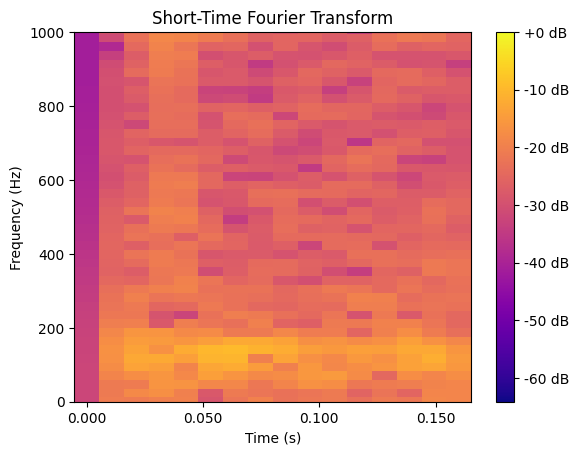 Short-Time Fourier Transform
1000
800
600
400
200
0
Frequency (Hz)
0.000
0.050
0.100
0.150
Time (s)
+0 dB
-10 dB
-20 dB
-30 dB
-40 dB
-50 dB
-60 dB